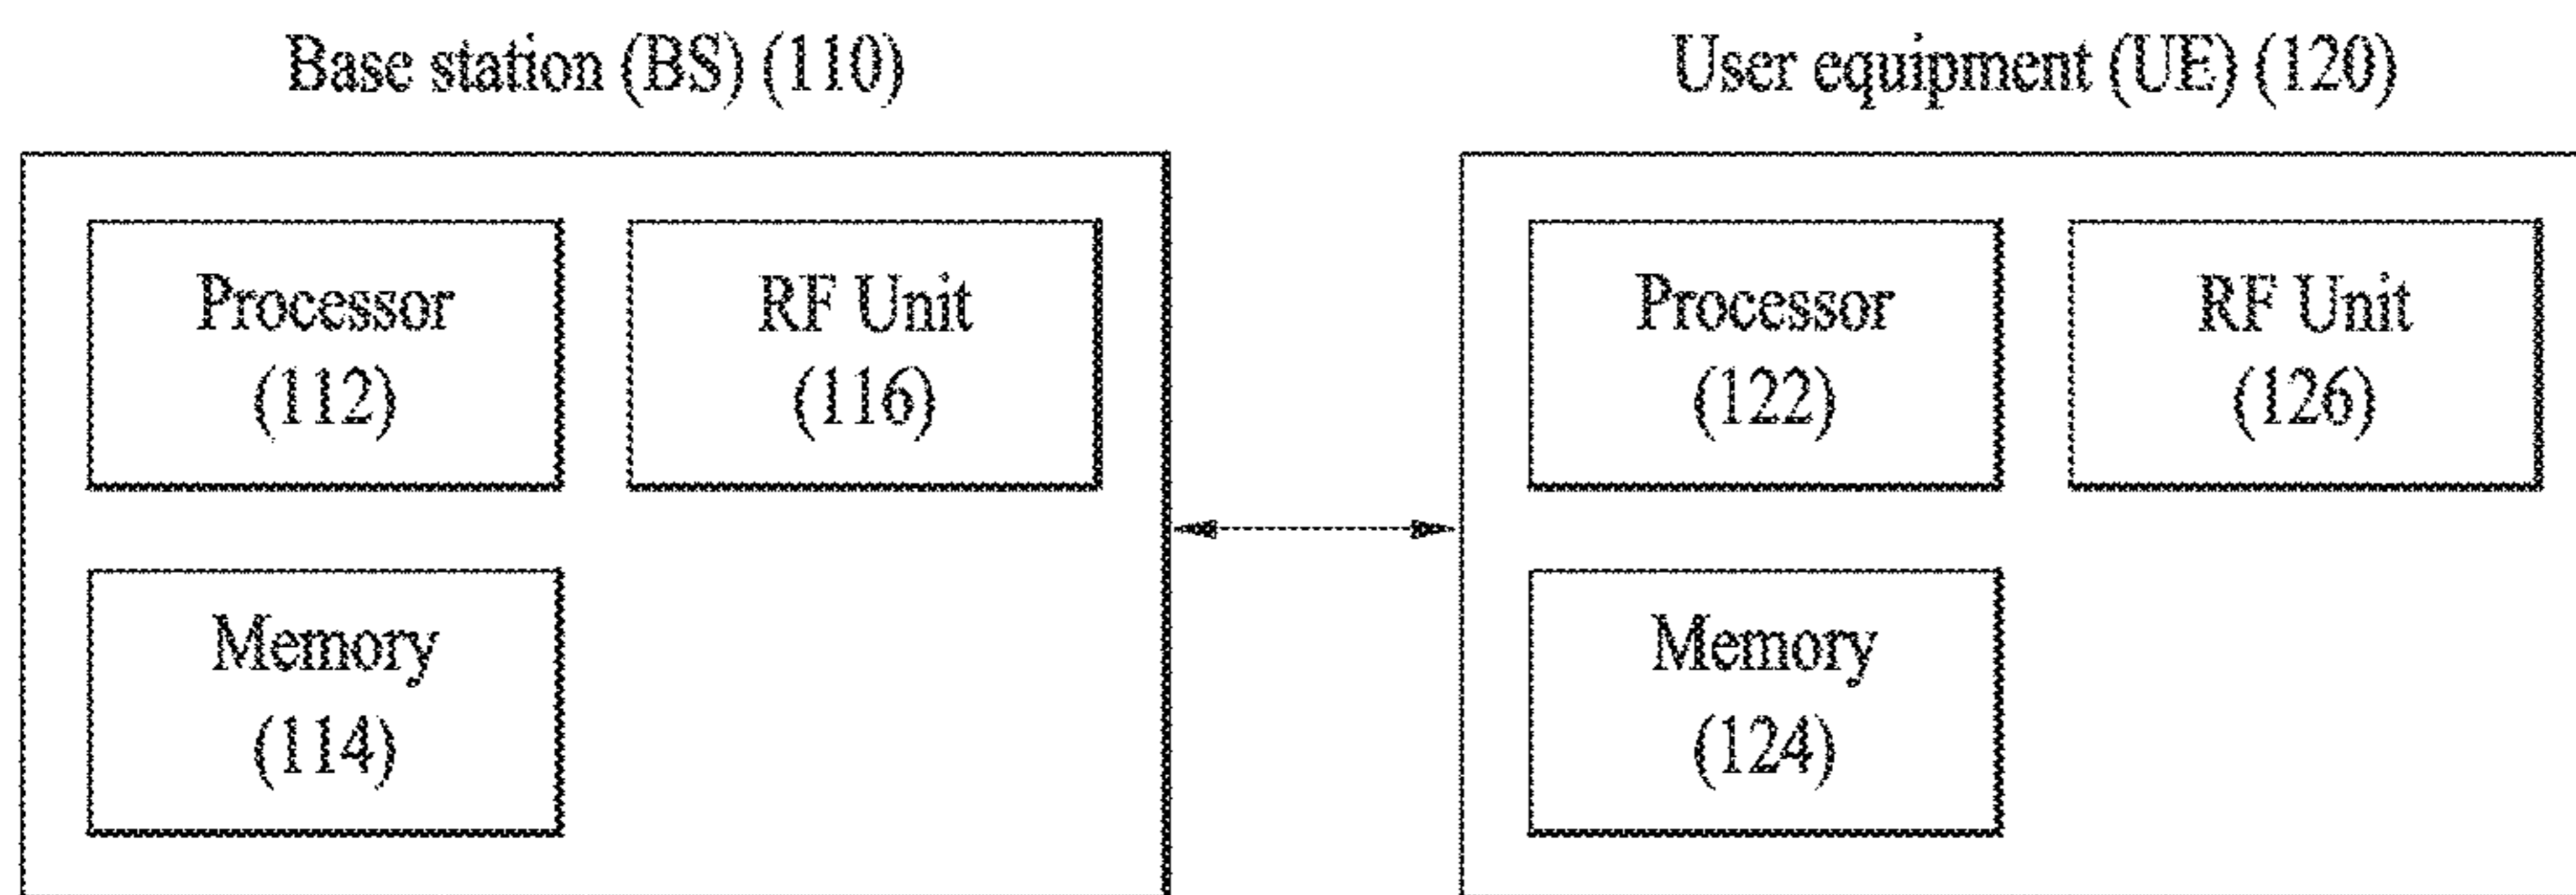 Base station (BS) (110)
User equipment (UE) (120)
Processor
(112)
RF Unit
(116)
Memory
(114)
Processor
(122)
RF Unit
(126)
Memory
(124)